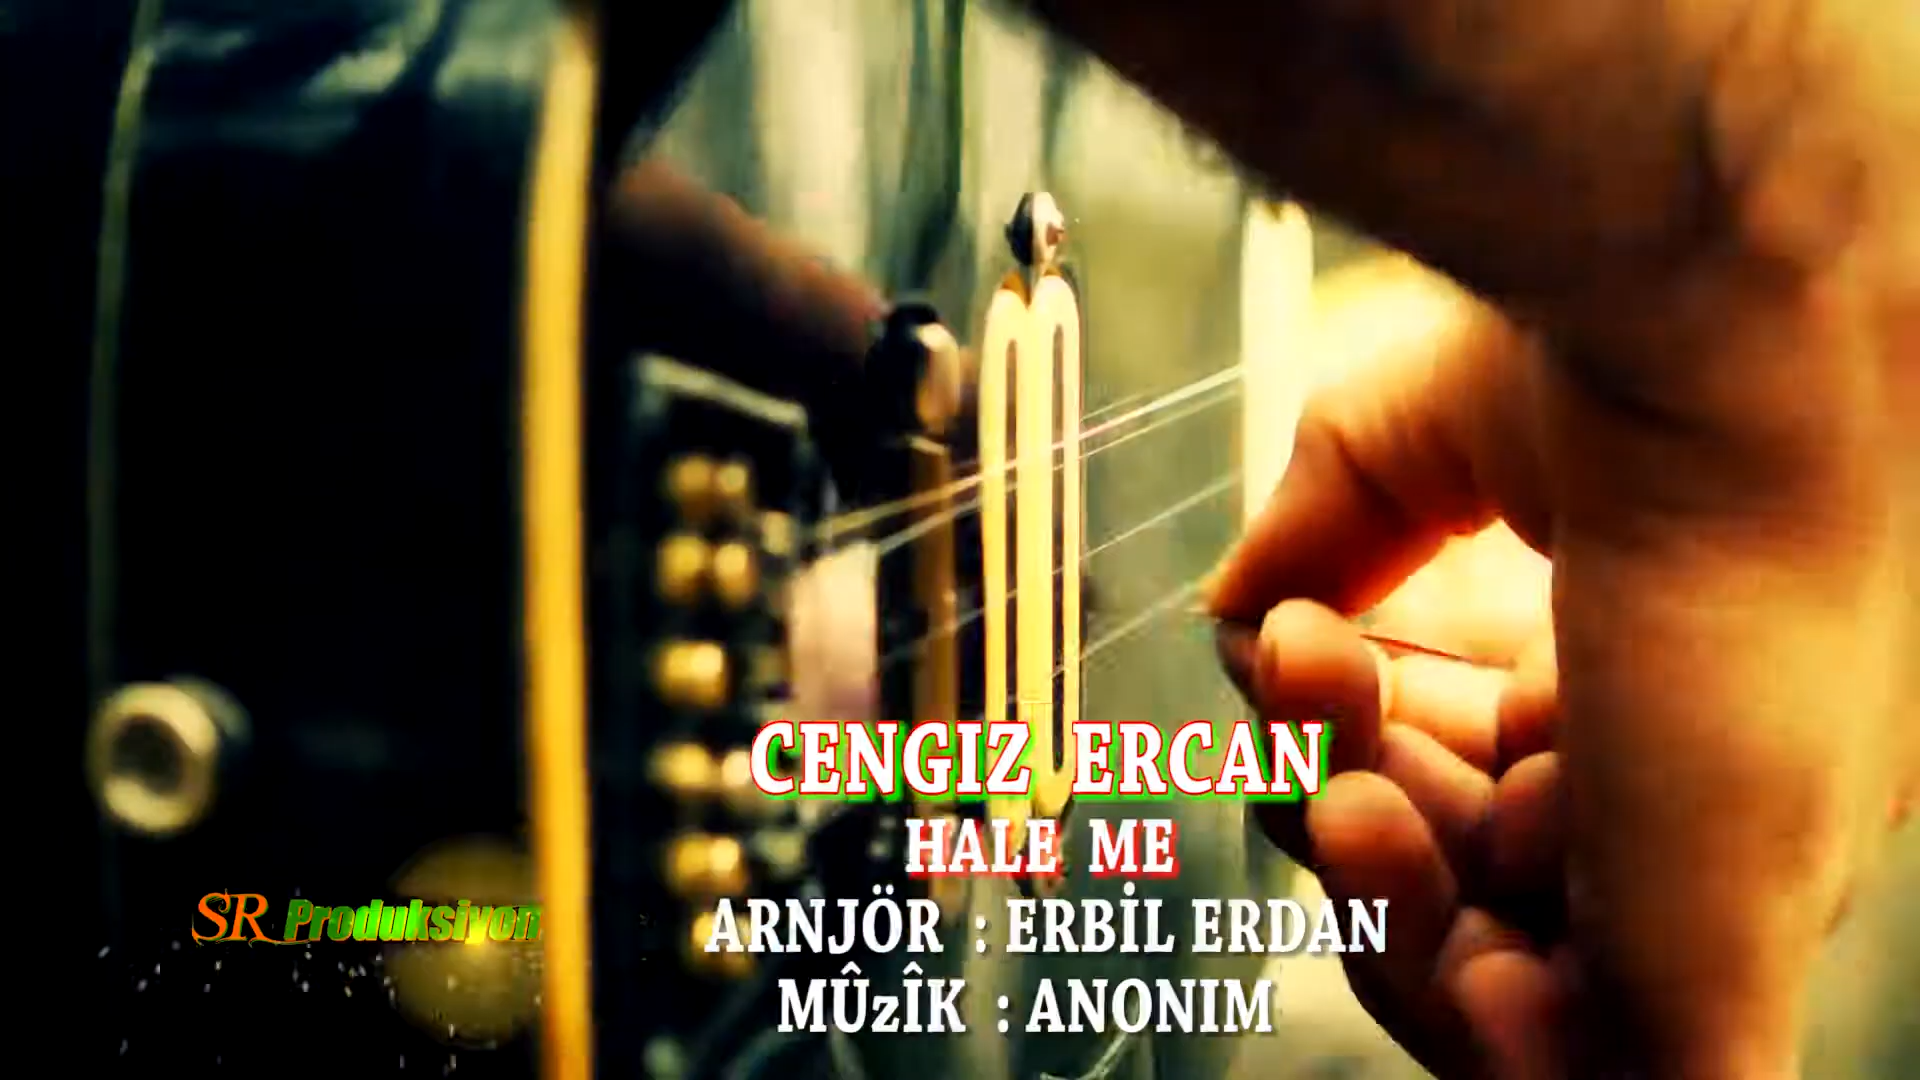 CENGIZ ERCAN
HALE ME
ARNJÖR : ERBİL ERDAN
MÛzÎK : ANONIM
SR Produksiyon